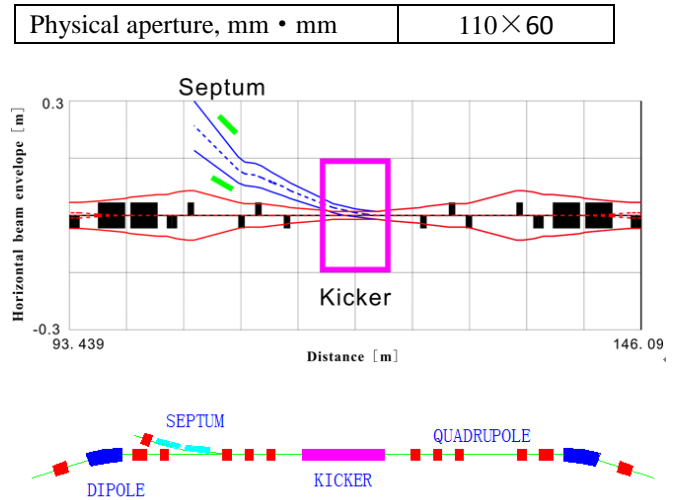 Physical aperture, mm・mm 110×60
Septum
0.3
Horizontal beam envelope [m]
Kicker
-0.3
93.439 146.09
Distance [m]
SEPTUM
QUADRUPOLE
KICKER
DIPOLE